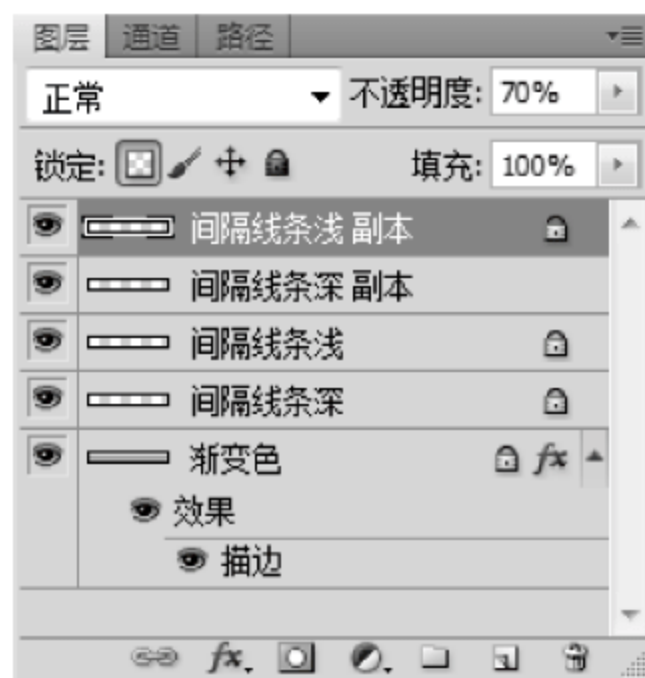 图层 通道 路径
正常 不透明度: 70%
锁定: 填充: 100%
间隔线条浅 副本
间隔线条深 副本
间隔线条浅
间隔线条深
渐变色 fx
效果
描边
fx.